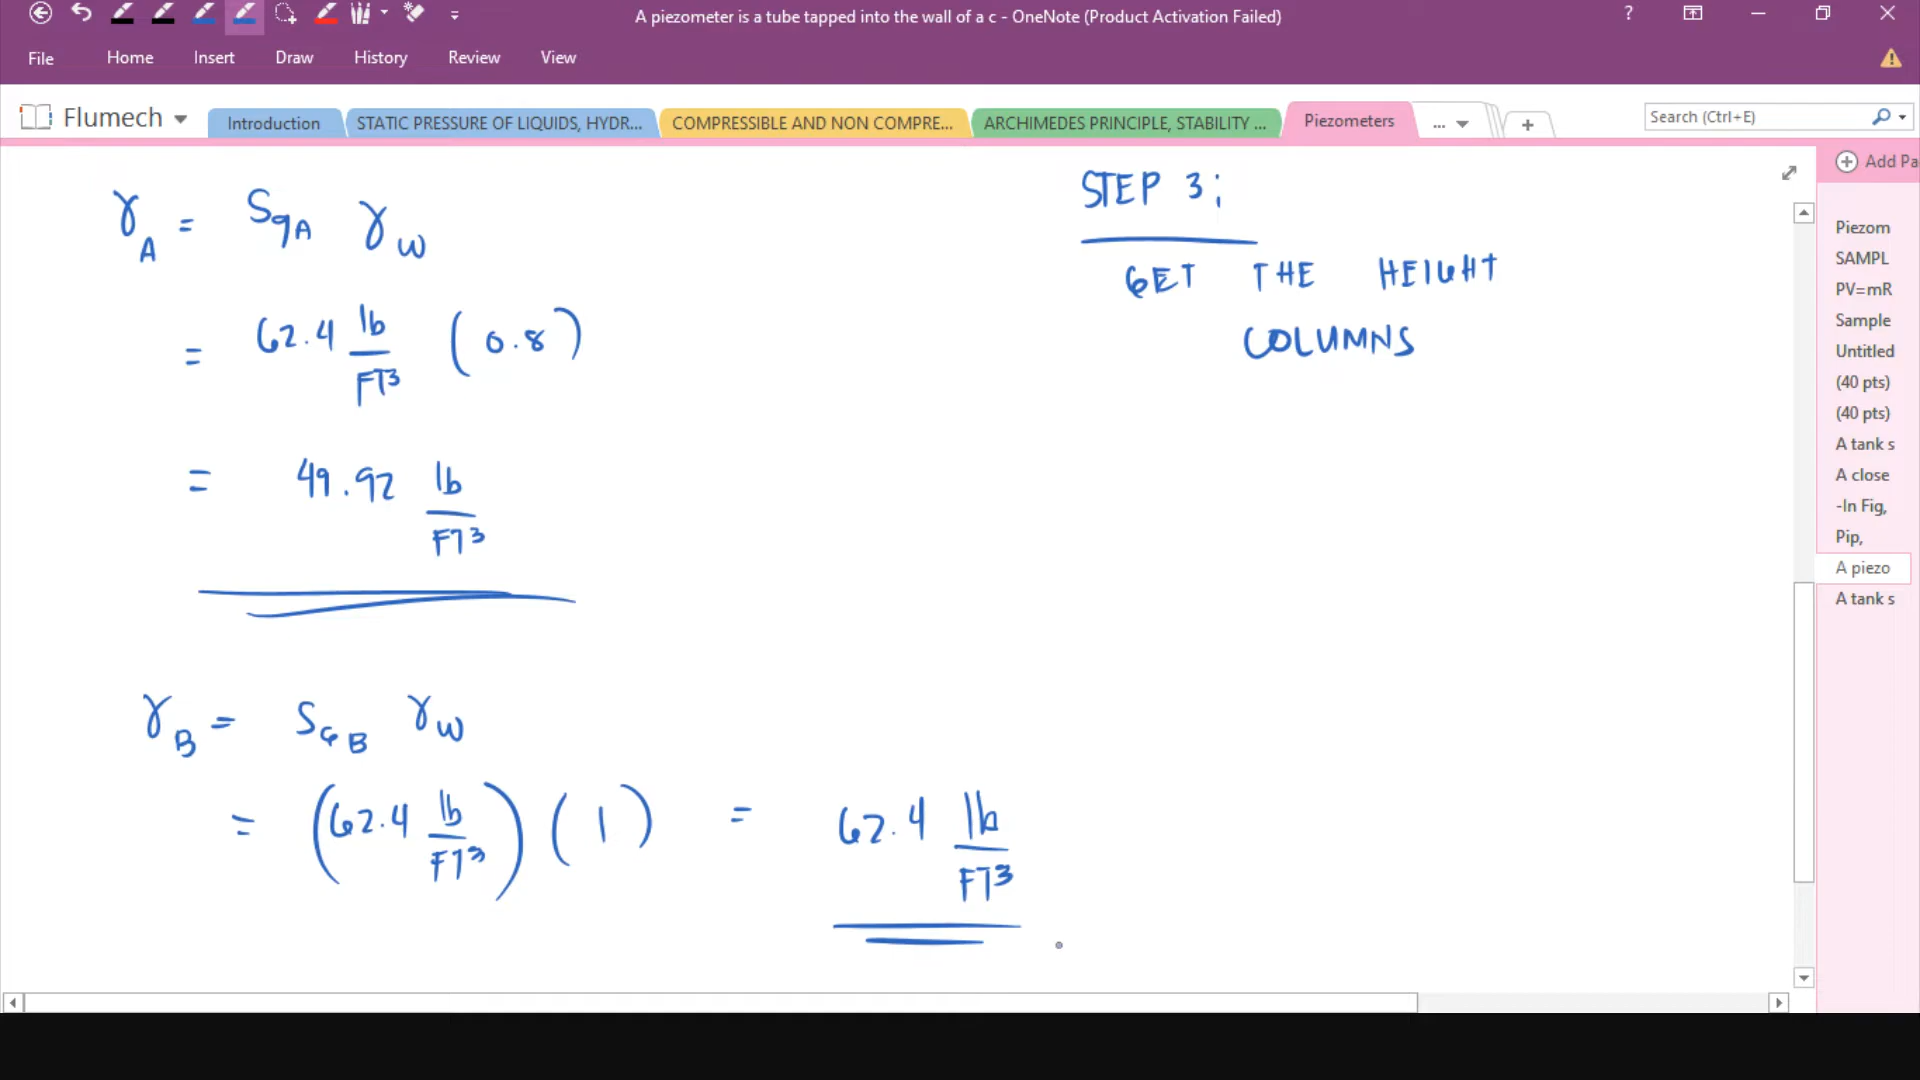 A piezometer is a tube tapped into the wall of a c - OneNote (Product Activation Failed)
?
File Home Insert Draw History Review View
Flumech
Introduction
STATIC PRESSURE OF LIQUIDS, HYDR...
COMPRESSIBLE AND NON COMPRE...
ARCHIMEDES PRINCIPLE, STABILITY ...
Piezometers
...
Search (Ctrl+E)
Add Pa
Piezom
SAMPL
PV=mR
Sample
Untitled
(40 pts)
(40 pts)
A tank s
A close
-In Fig,
Pip,
A piezo
A tank s
γA = SgA γw
= 62.4 lb/FT³ (0.8)
= 49.92 lb/FT³
γB = SGB γw
= (62.4 lb/FT³) (1) = 62.4 lb/FT³
STEP 3;
GET THE HEIGHT
COLUMNS